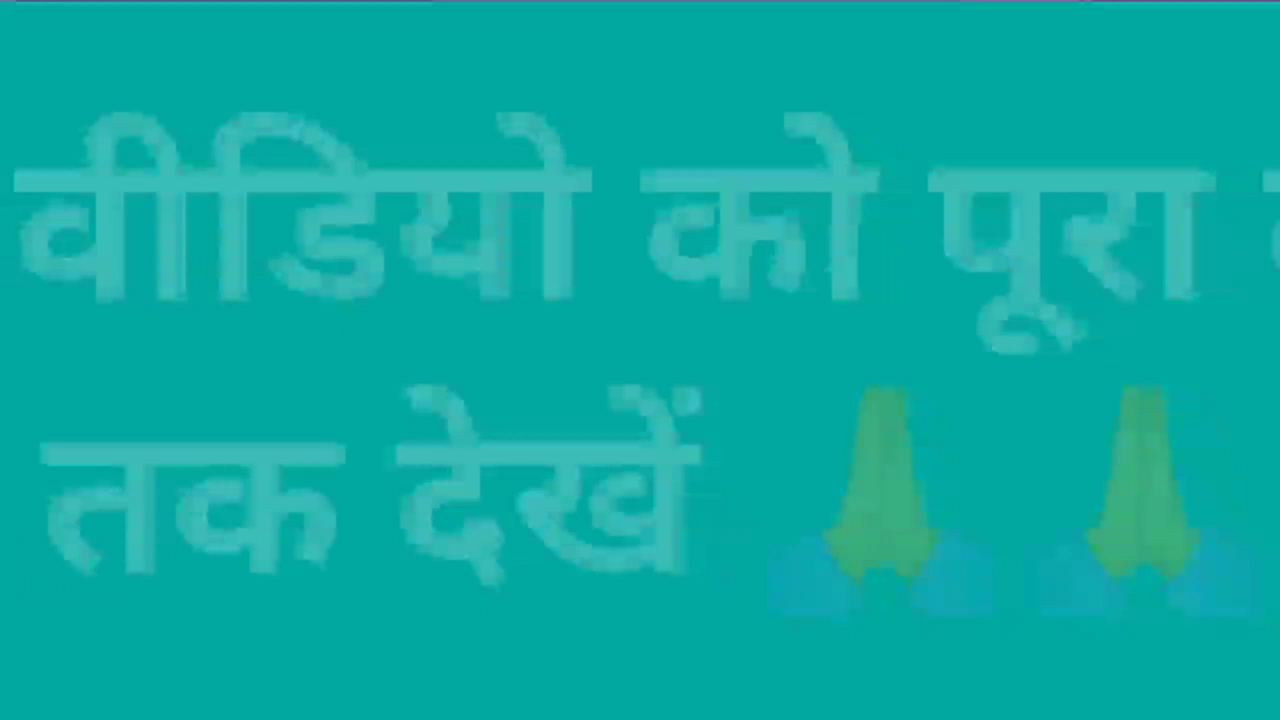 वीडियो को पूरा
तक देखें 🙏 🙏